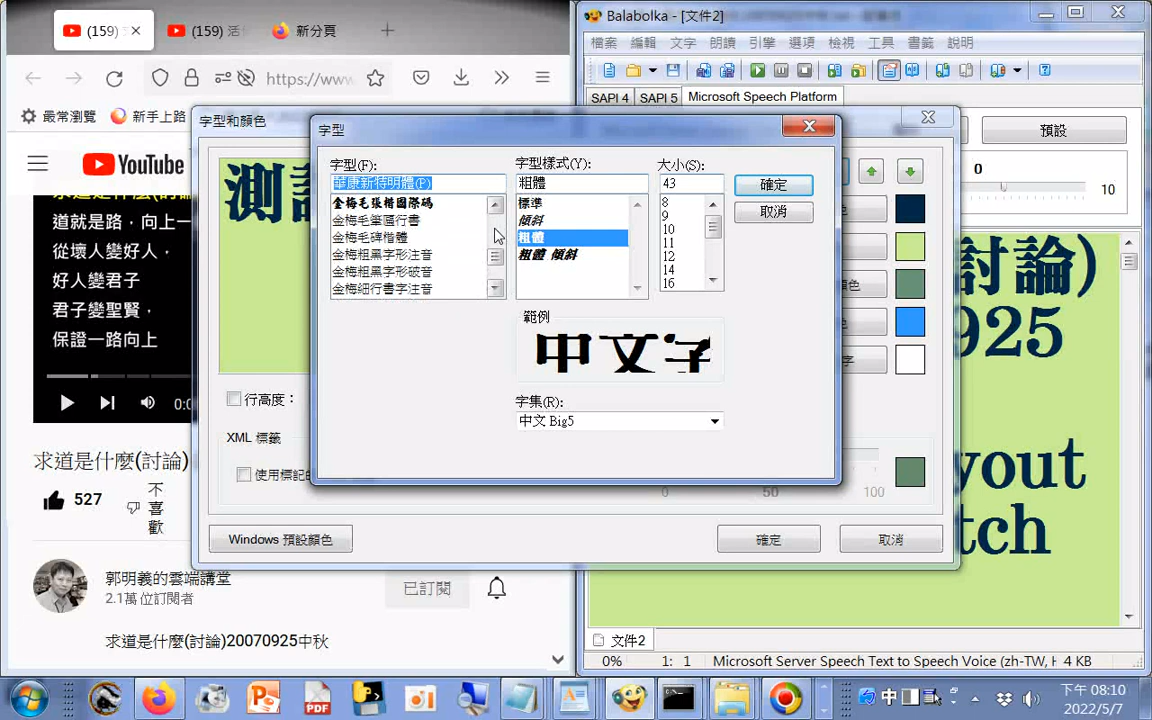 (159)
(159) 活
新分頁
https://www
最常瀏覽
新手上路
YouTube
道就是路，向上一
從壞人變好人，
好人變君子
君子變聖賢，
保證一路向上
求道是什麼(討論)
527
不
喜
歡
郭明義的雲端講堂
2.1萬 位訂閱者
已訂閱
求道是什麼(討論)20070925中秋
Balabolka - [文件2]
檔案 編輯 文字 朗讀 引擎 選項 檢視 工具 書籤 說明
SAPI 4 SAPI 5 Microsoft Speech Platform
預設
0
10
討論)
925
yout
tch
文件2
0% 1: 1 Microsoft Server Speech Text to Speech Voice (zh-TW, H 4 KB
字型和顏色
測
行高度：
XML 標籤
0 50 100
Windows 預設顏色
確定
取消
字型
字型(F):
華康新特明體(P)
金梅毛張楷國際碼
金梅毛筆區行書
金梅毛碑楷體
金梅粗黑字形注音
金梅粗黑字形破音
金梅細行書字注音
字型樣式(Y):
粗體
標準
傾斜
粗體
粗體 傾斜
大小(S):
43
8
9
10
11
12
14
16
確定
取消
範例
中文字
字集(R):
中文 Big5
中
下午 08:10
2022/5/7